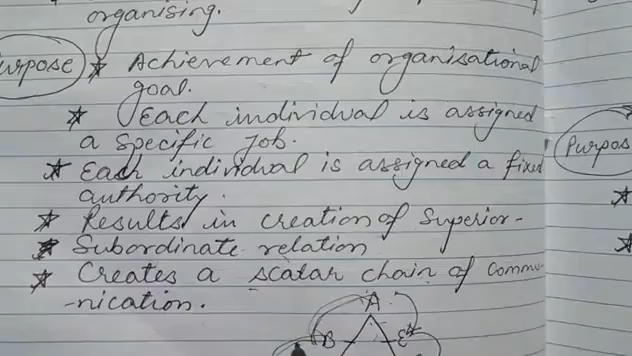 organising.
Purpose
★ Achievement of organisational
goal.
★ Each individual is assigned
a specific job.
★ Each individual is assigned a fixed
authority.
★ Results in creation of Superior-
★ Subordinate relation
★ Creates a scalar chain of commu-
-nication.
A
B E
Purpos